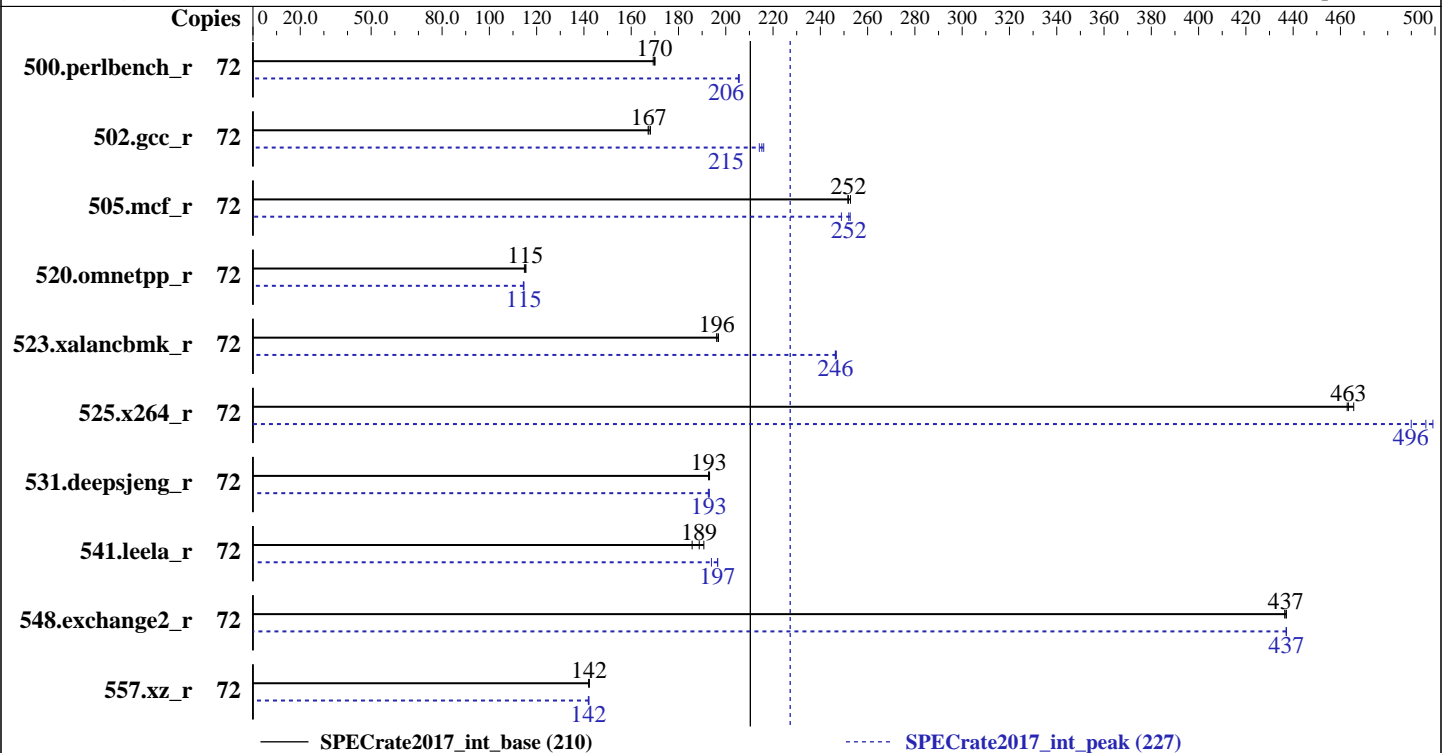 Copies 0 20.0 50.0 80.0 100 120 140 160 180 200 220 240 260 280 300 320 340 360 380 400 420 440 460 500
170
500.perlbench_r 72
206
167
502.gcc_r 72
215
252
505.mcf_r 72
252
115
520.omnetpp_r 72
115
196
523.xalancbmk_r 72
246
463
525.x264_r 72
496
193
531.deepsjeng_r 72
193
189
541.leela_r 72
197
437
548.exchange2_r 72
437
142
557.xz_r 72
142
SPECrate2017_int_base (210) SPECrate2017_int_peak (227)